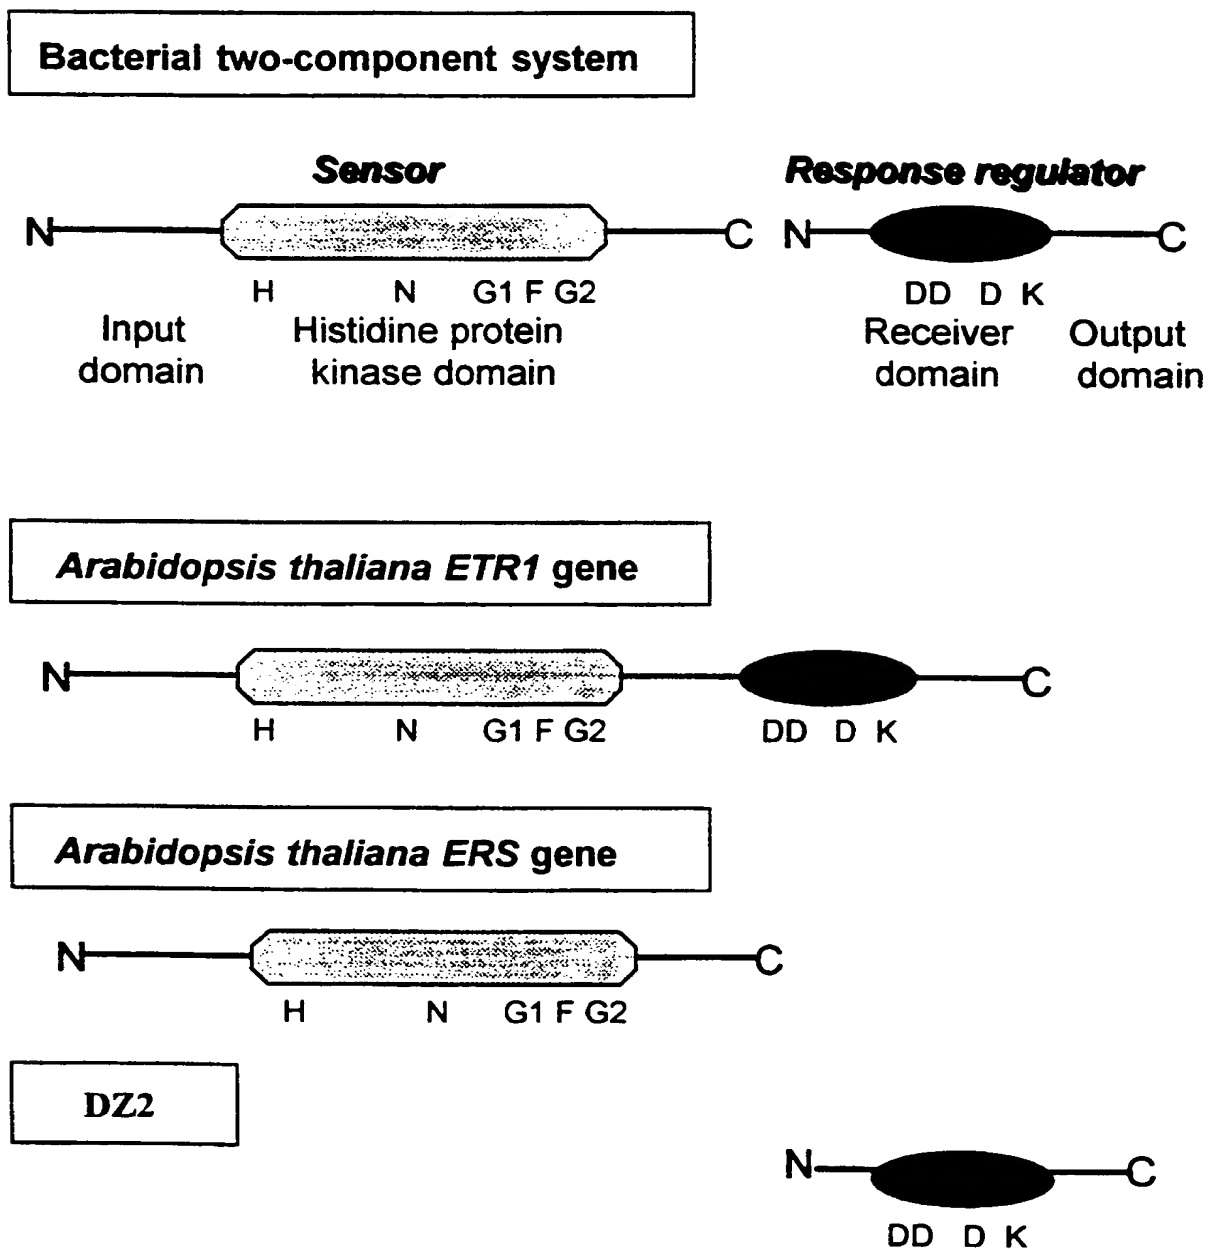 Bacterial two-component system
Sensor
Response regulator
N C N C
H N G1 F G2 DD D K
Input domain
Histidine protein kinase domain
Receiver domain
Output domain
Arabidopsis thaliana ETR1 gene
N C
H N G1 F G2 DD D K
Arabidopsis thaliana ERS gene
N C
H N G1 F G2
DZ2
N C
DD D K